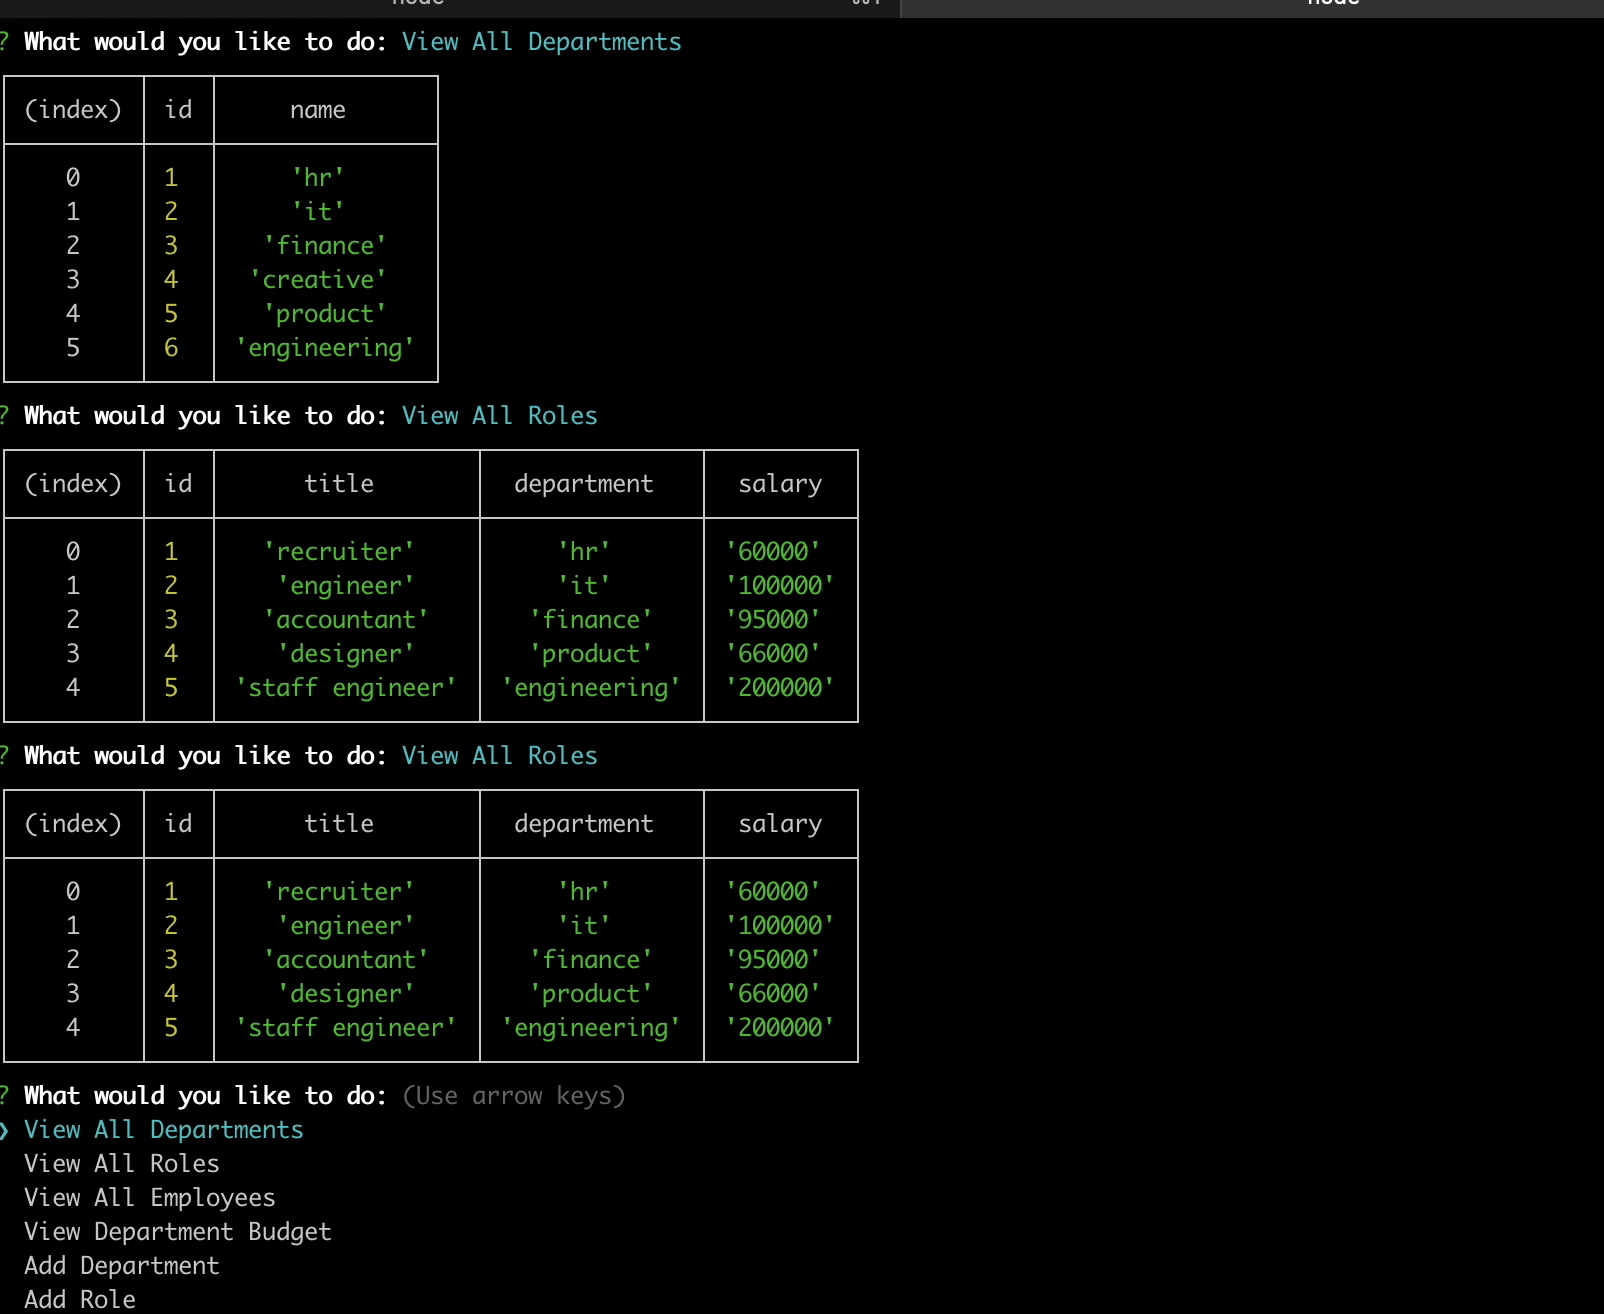 node ⌘1 node
? What would you like to do: View All Departments
(index) id name
0 1 'hr'
1 2 'it'
2 3 'finance'
3 4 'creative'
4 5 'product'
5 6 'engineering'
? What would you like to do: View All Roles
(index) id title department salary
0 1 'recruiter' 'hr' '60000'
1 2 'engineer' 'it' '100000'
2 3 'accountant' 'finance' '95000'
3 4 'designer' 'product' '66000'
4 5 'staff engineer' 'engineering' '200000'
? What would you like to do: View All Roles
(index) id title department salary
0 1 'recruiter' 'hr' '60000'
1 2 'engineer' 'it' '100000'
2 3 'accountant' 'finance' '95000'
3 4 'designer' 'product' '66000'
4 5 'staff engineer' 'engineering' '200000'
? What would you like to do: (Use arrow keys)
❯ View All Departments
View All Roles
View All Employees
View Department Budget
Add Department
Add Role